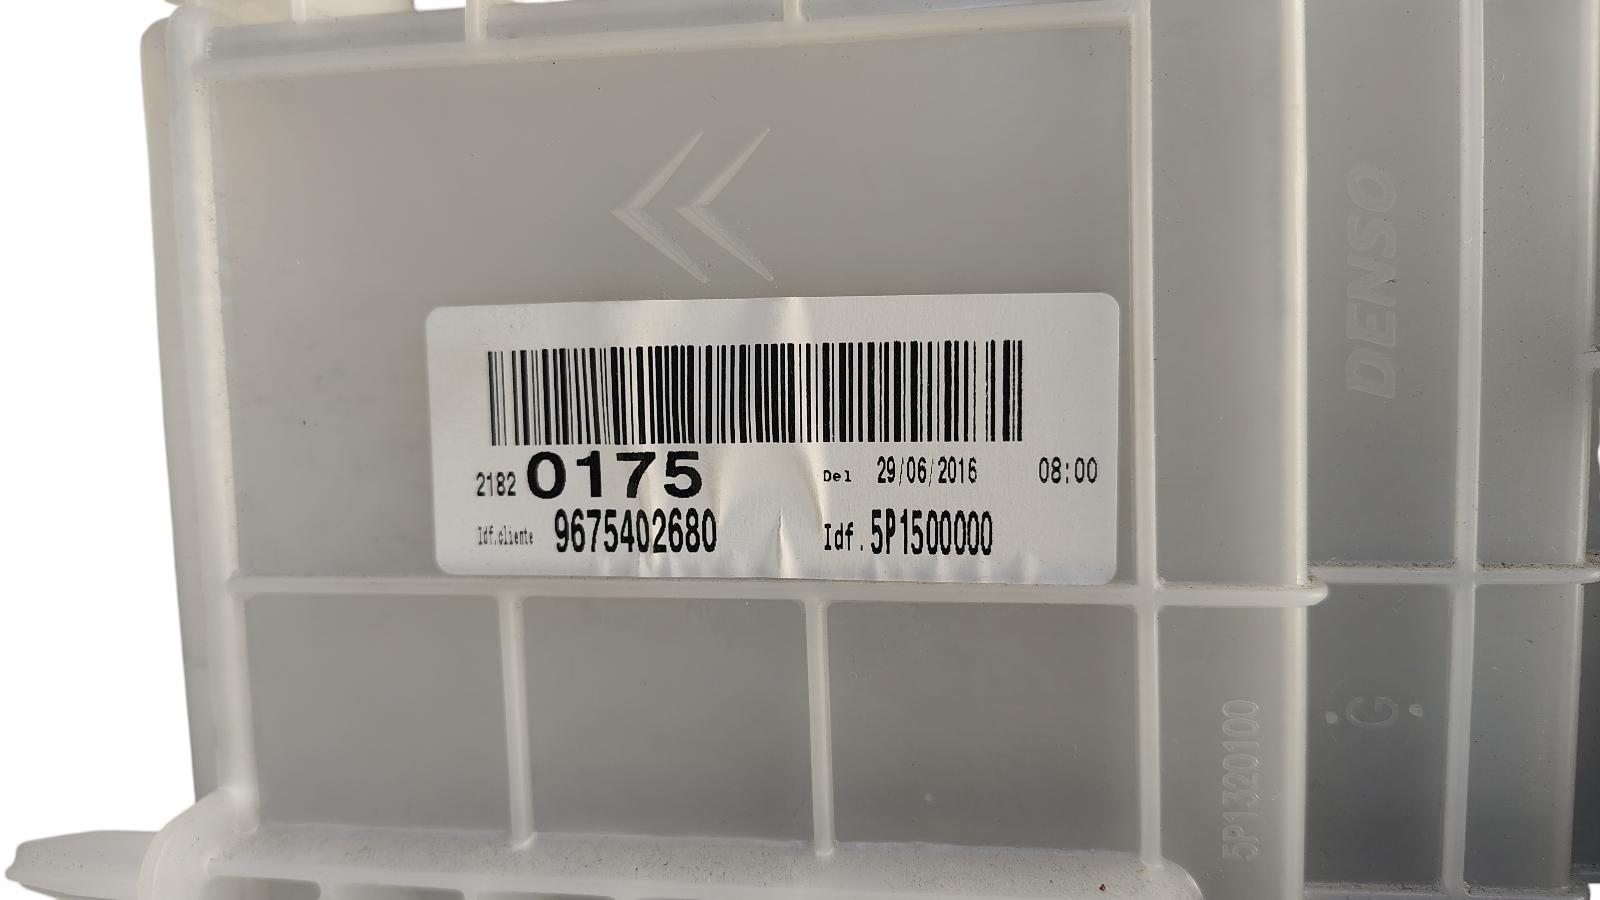 2182 0175 Del 29/06/2016 08:00
Idf.cliente 9675402680 Idf. 5P1500000
DENSO
G
5P1320100